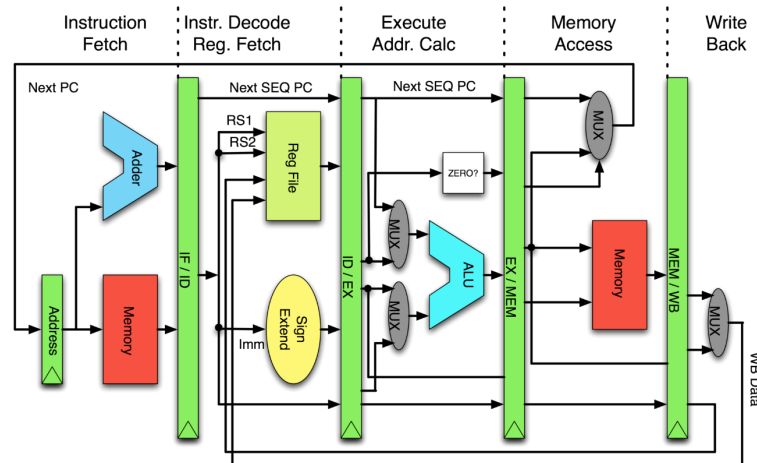 Instruction
Fetch
Instr. Decode
Reg. Fetch
Execute
Addr. Calc
Memory
Access
Write
Back
Next PC
Next SEQ PC
Next SEQ PC
RS1
RS2
Adder
Reg File
ZERO?
MUX
MUX
ALU
MUX
Memory
MUX
IF / ID
ID / EX
EX / MEM
MEM / WB
Address
Memory
Imm
Sign
Extend
WB Data